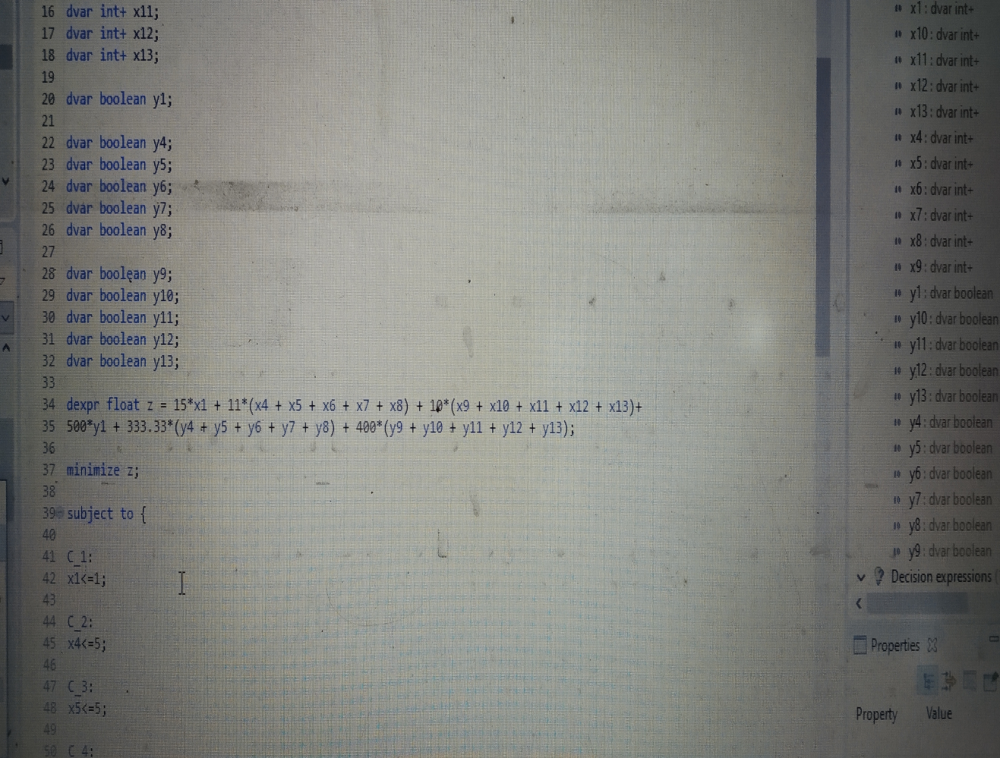 16 dvar int+ x11;
17 dvar int+ x12;
18 dvar int+ x13;
19
20 dvar boolean y1;
21
22 dvar boolean y4;
23 dvar boolean y5;
24 dvar boolean y6;
25 dvar boolean y7;
26 dvar boolean y8;
27
28 dvar boolean y9;
29 dvar boolean y10;
30 dvar boolean y11;
31 dvar boolean y12;
32 dvar boolean y13;
33
34 dexpr float z = 15*x1 + 11*(x4 + x5 + x6 + x7 + x8) + 10*(x9 + x10 + x11 + x12 + x13)+
35 500*y1 + 333.33*(y4 + y5 + y6 + y7 + y8) + 400*(y9 + y10 + y11 + y12 + y13);
36
37 minimize z;
38
39 subject to {
40
41 C_1:
42 x1<=1;
43
44 C_2:
45 x4<=5;
46
47 C_3:
48 x5<=5;
49
50 C_4:
x1 : dvar int+
x10 : dvar int+
x11 : dvar int+
x12 : dvar int+
x13 : dvar int+
x4 : dvar int+
x5 : dvar int+
x6 : dvar int+
x7 : dvar int+
x8 : dvar int+
x9 : dvar int+
y1 : dvar boolean
y10 : dvar boolean
y11 : dvar boolean
y12 : dvar boolean
y13 : dvar boolean
y4 : dvar boolean
y5 : dvar boolean
y6 : dvar boolean
y7 : dvar boolean
y8 : dvar boolean
y9 : dvar boolean
Decision expressions (
Properties
Property Value